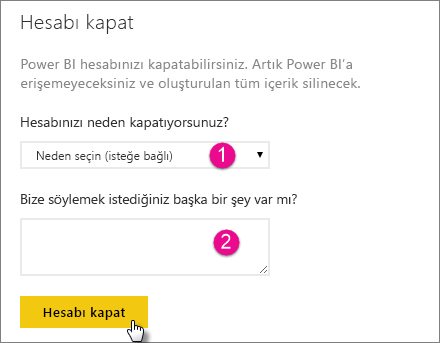 Hesabı kapat
Power BI hesabınızı kapatabilirsiniz. Artık Power BI'a
erişemeyeceksiniz ve oluşturulan tüm içerik silinecek.
Hesabınızı neden kapatıyorsunuz?
Neden seçin (isteğe bağlı) 1
Bize söylemek istediğiniz başka bir şey var mı?
2
Hesabı kapat